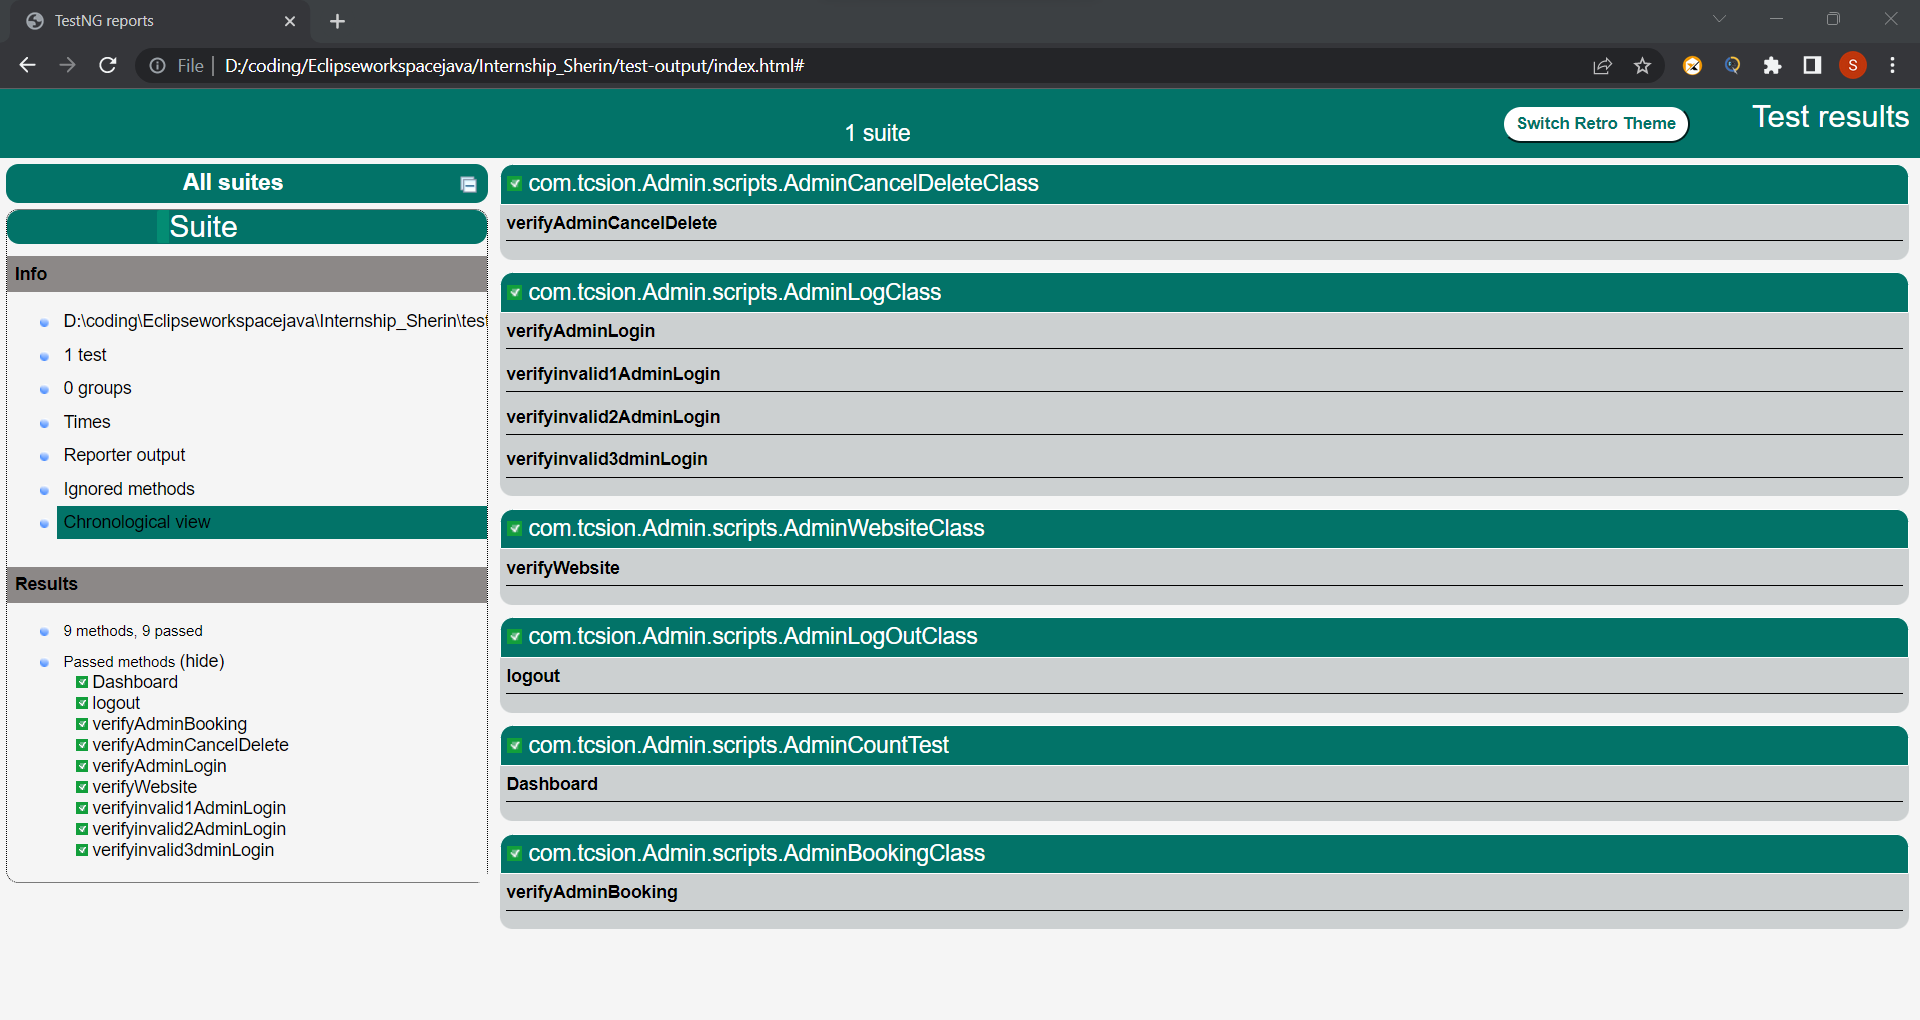 TestNG reports
File
D:/coding/Eclipseworkspacejava/Internship_Sherin/test-output/index.html#
S
1 suite
Switch Retro Theme
Test results
All suites
Suite
Info
D:\coding\Eclipseworkspacejava\Internship_Sherin\test
1 test
0 groups
Times
Reporter output
Ignored methods
Chronological view
Results
9 methods, 9 passed
Passed methods (hide)
Dashboard
logout
verifyAdminBooking
verifyAdminCancelDelete
verifyAdminLogin
verifyWebsite
verifyinvalid1AdminLogin
verifyinvalid2AdminLogin
verifyinvalid3dminLogin
com.tcsion.Admin.scripts.AdminCancelDeleteClass
verifyAdminCancelDelete
com.tcsion.Admin.scripts.AdminLogClass
verifyAdminLogin
verifyinvalid1AdminLogin
verifyinvalid2AdminLogin
verifyinvalid3dminLogin
com.tcsion.Admin.scripts.AdminWebsiteClass
verifyWebsite
com.tcsion.Admin.scripts.AdminLogOutClass
logout
com.tcsion.Admin.scripts.AdminCountTest
Dashboard
com.tcsion.Admin.scripts.AdminBookingClass
verifyAdminBooking